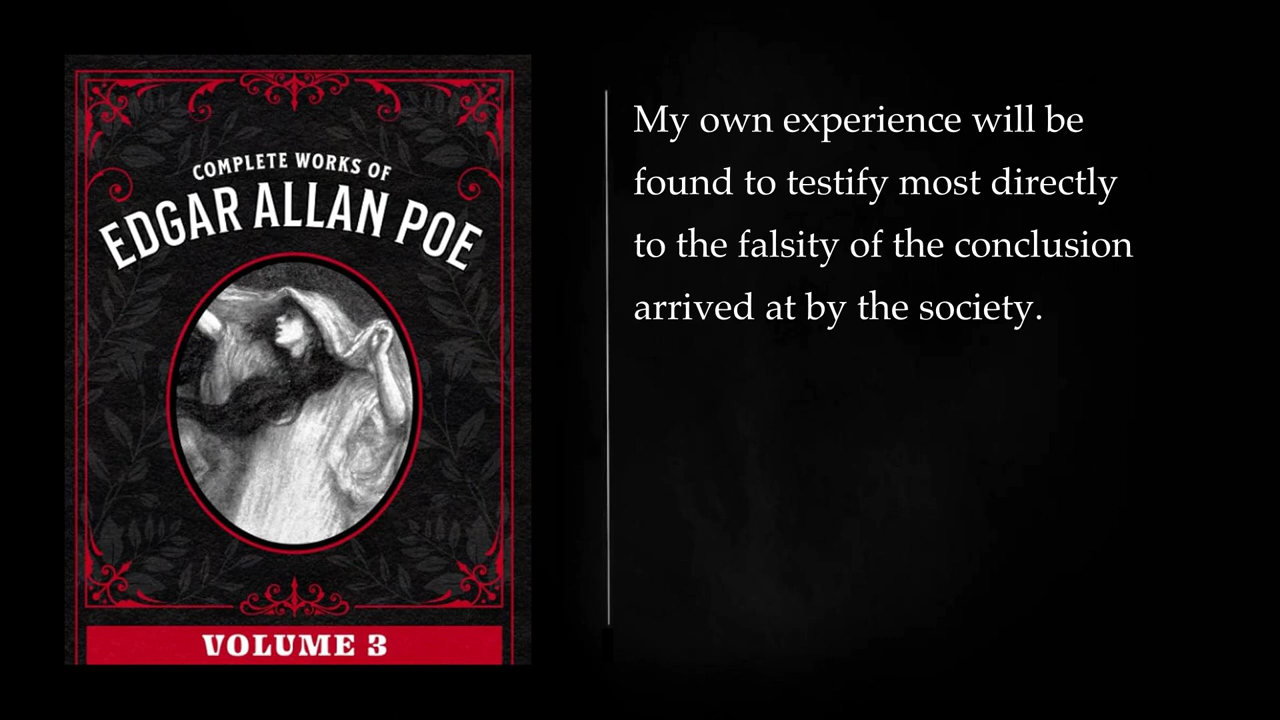 COMPLETE WORKS OF
EDGAR ALLAN POE
VOLUME 3
My own experience will be
found to testify most directly
to the falsity of the conclusion
arrived at by the society.